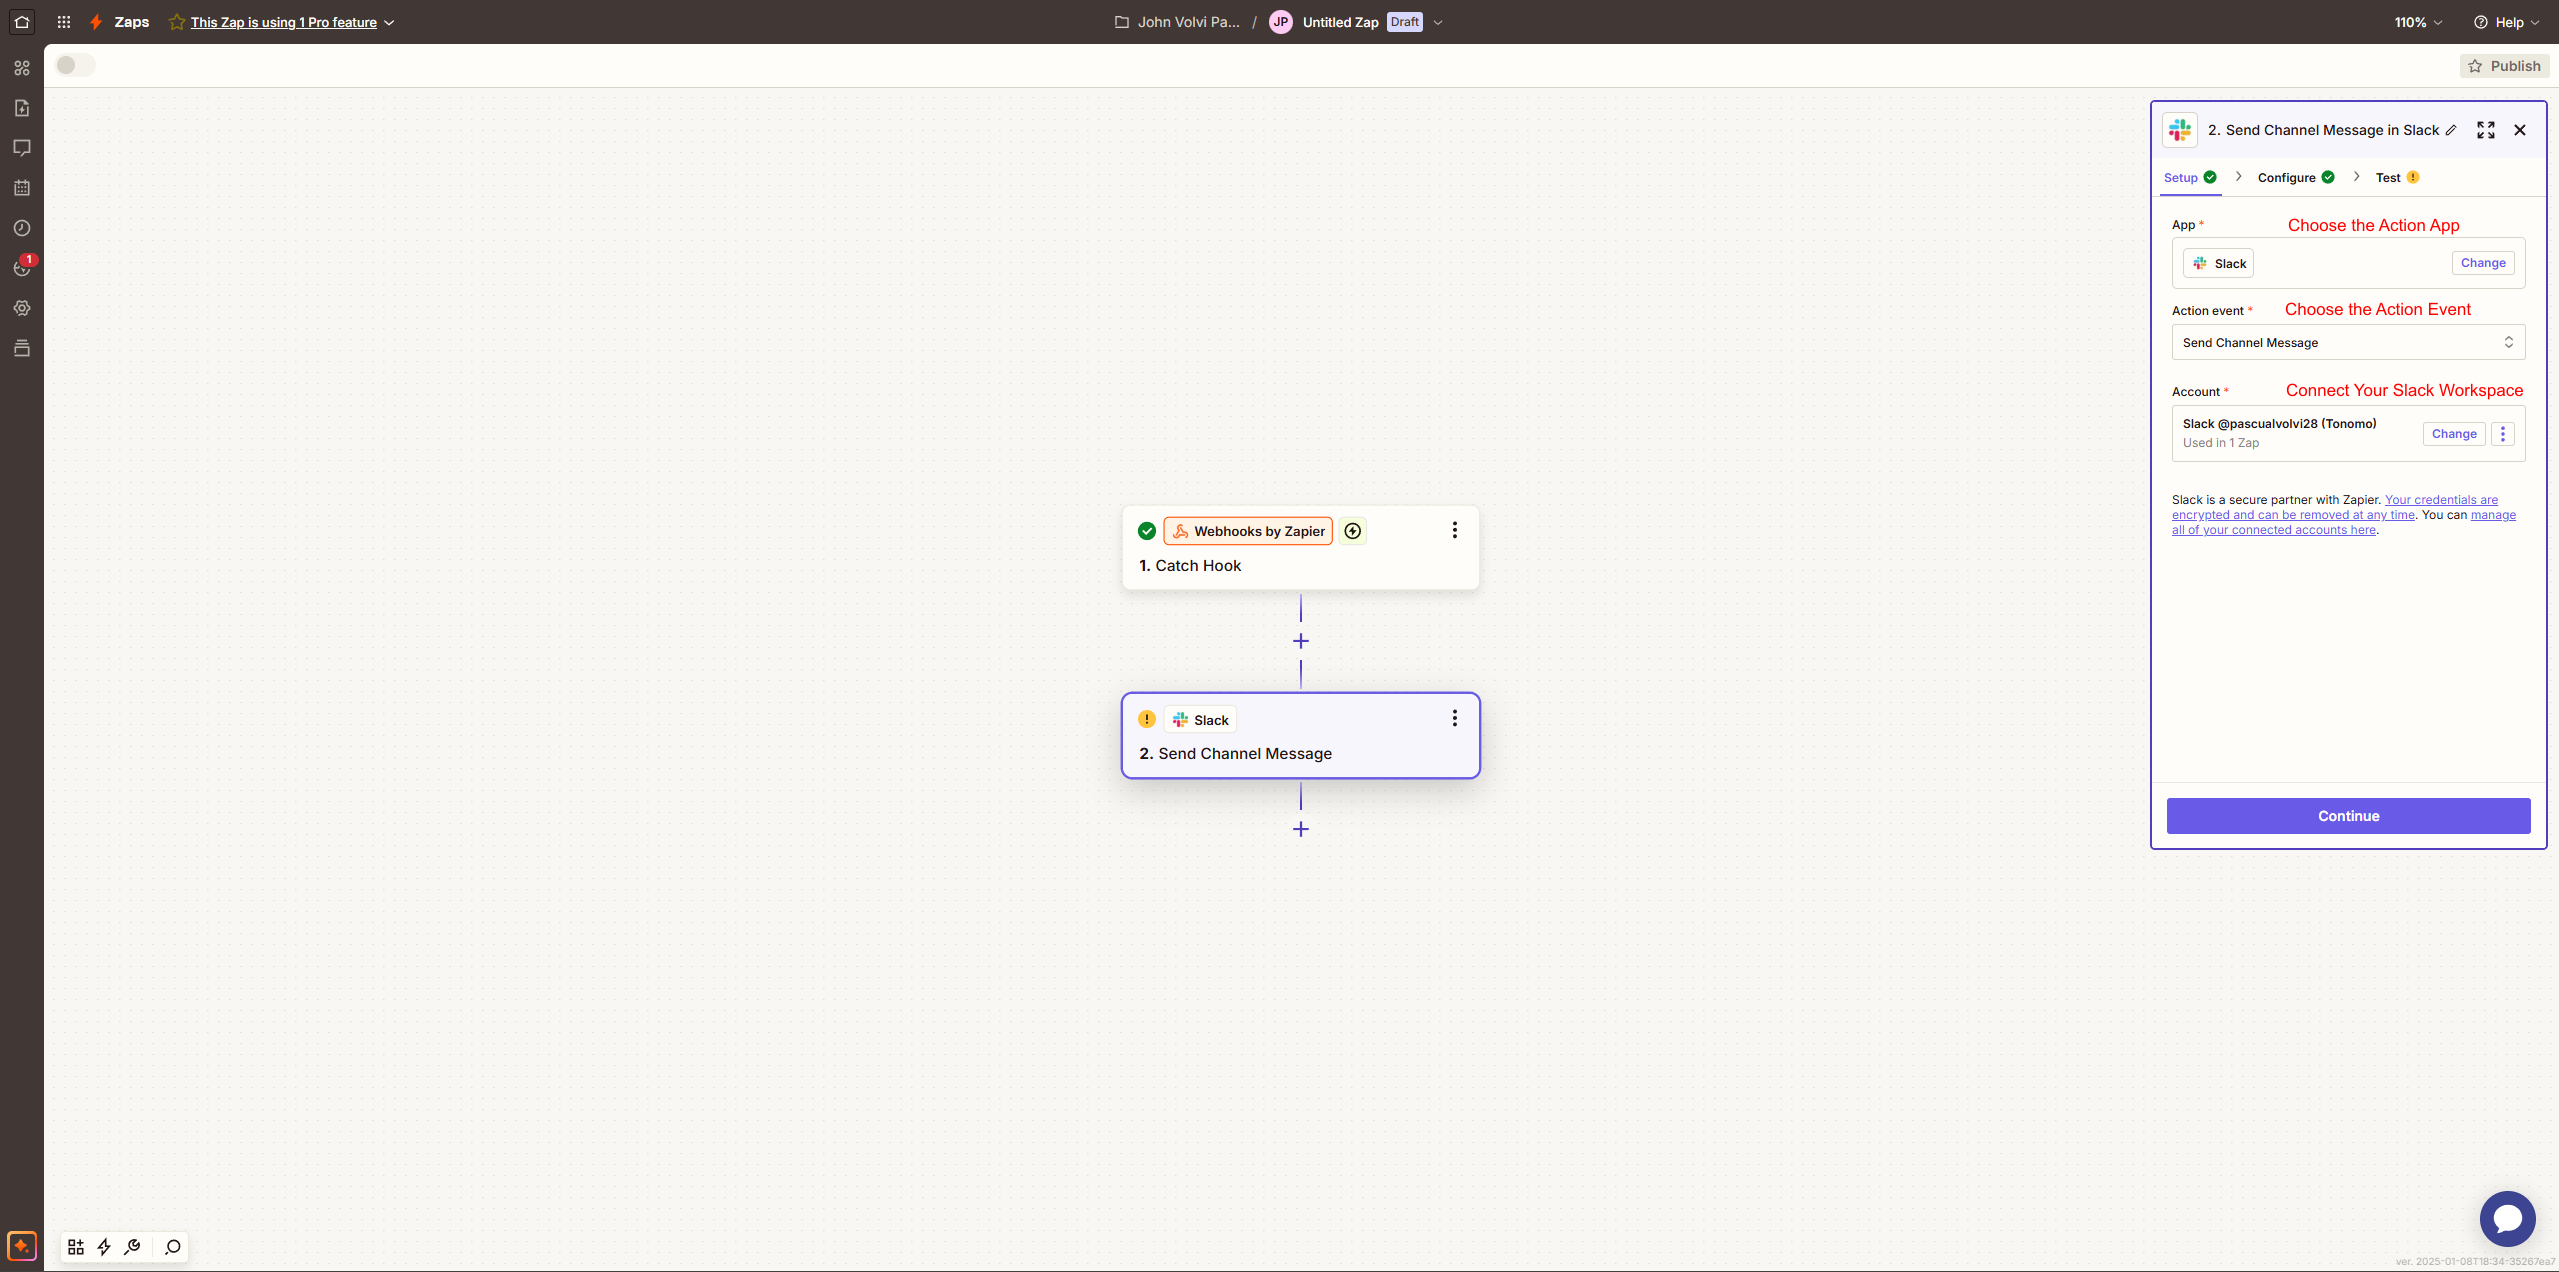 Zaps
This Zap is using 1 Pro feature
John Volvi Pa... / JP Untitled Zap Draft
110%
Help
Publish
1
2. Send Channel Message in Slack
Setup
Configure
Test
App *
Choose the Action App
Slack
Change
Action event *
Choose the Action Event
Send Channel Message
Account *
Connect Your Slack Workspace
Slack @pascualvolvi28 (Tonomo)
Used in 1 Zap
Change
Slack is a secure partner with Zapier. Your credentials are
encrypted and can be removed at any time. You can manage
all of your connected accounts here.
Continue
Webhooks by Zapier
1. Catch Hook
Slack
2. Send Channel Message
ver. 2025-01-08T18:34-35267ea7